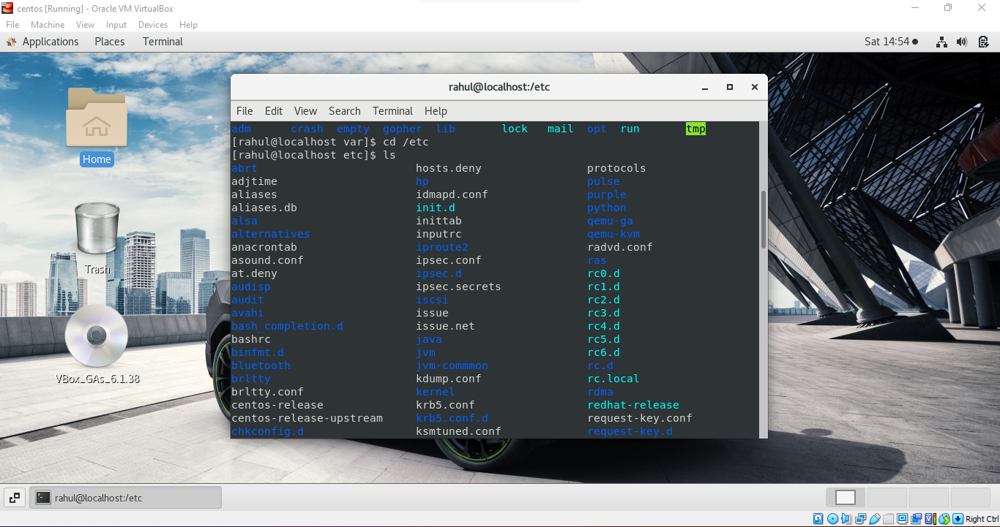 centos [Running] - Oracle VM VirtualBox
File Machine View Input Devices Help
Applications Places Terminal Sat 14:54
rahul@localhost:/etc
File Edit View Search Terminal Help
adm crash empty gopher lib lock mail opt run tmp
[rahul@localhost var]$ cd /etc
[rahul@localhost etc]$ ls
abrt hosts.deny protocols
adjtime hp pulse
aliases idmapd.conf purple
aliases.db init.d python
alsa inittab qemu-ga
alternatives inputrc qemu-kvm
anacrontab iproute2 radvd.conf
asound.conf ipsec.conf ras
at.deny ipsec.d rc0.d
audisp ipsec.secrets rc1.d
audit iscsi rc2.d
avahi issue rc3.d
bash_completion.d issue.net rc4.d
bashrc java rc5.d
binfmt.d jvm rc6.d
bluetooth jvm-commmon rc.d
brltty kdump.conf rc.local
brltty.conf kernel rdma
centos-release krb5.conf redhat-release
centos-release-upstream krb5.conf.d request-key.conf
chkconfig.d ksmtuned.conf request-key.d
Home
Trash
VBox_GAs_6.1.38
rahul@localhost:/etc
Right Ctrl